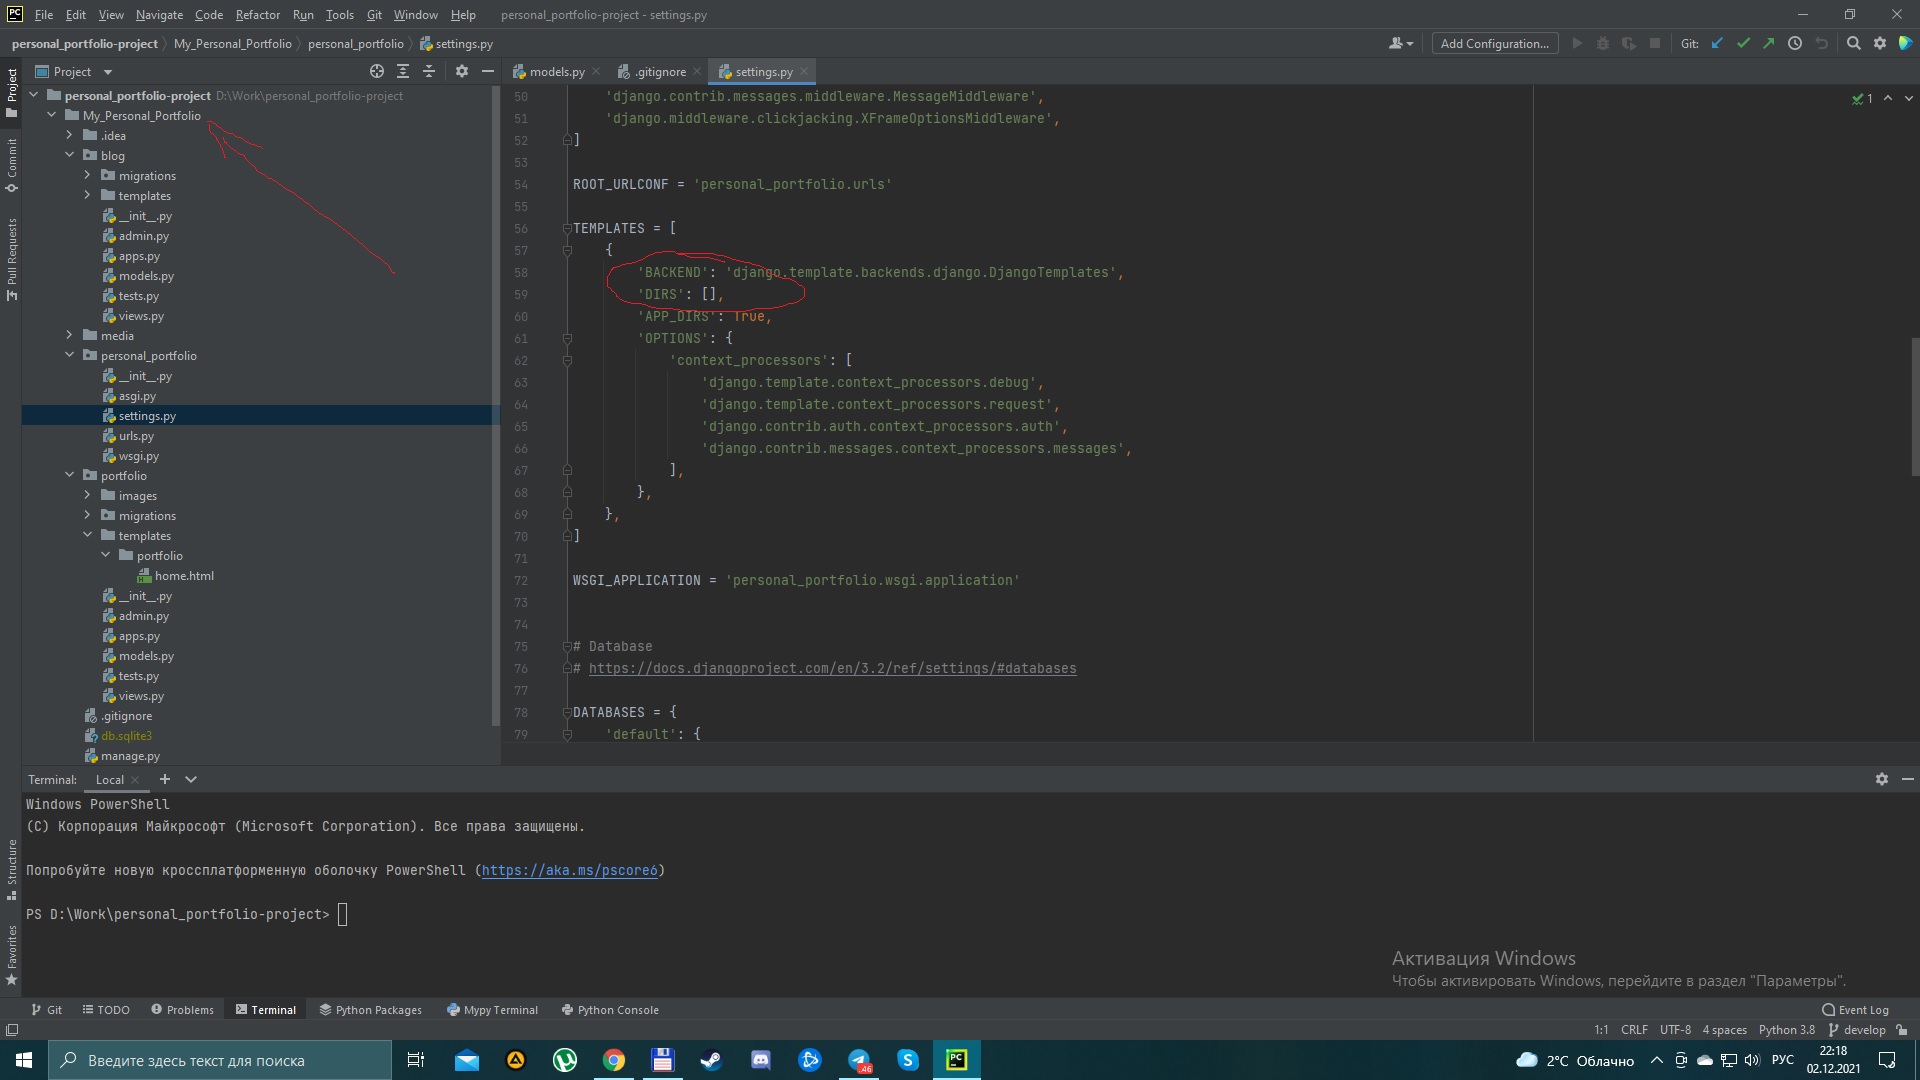 PC File Edit View Navigate Code Refactor Run Tools Git Window Help personal_portfolio-project - settings.py
personal_portfolio-project My_Personal_Portfolio personal_portfolio settings.py Add Configuration... Git:
Project models.py .gitignore settings.py
Project
Commit
Pull Requests
Structure
Favorites
personal_portfolio-project D:\Work\personal_portfolio-project
My_Personal_Portfolio
.idea
blog
migrations
templates
__init__.py
admin.py
apps.py
models.py
tests.py
views.py
media
personal_portfolio
__init__.py
asgi.py
settings.py
urls.py
wsgi.py
portfolio
images
migrations
templates
portfolio
home.html
__init__.py
admin.py
apps.py
models.py
tests.py
views.py
.gitignore
db.sqlite3
manage.py
1
50 'django.contrib.messages.middleware.MessageMiddleware',
51 'django.middleware.clickjacking.XFrameOptionsMiddleware',
52 ]
53
54 ROOT_URLCONF = 'personal_portfolio.urls'
55
56 TEMPLATES = [
57 {
58 'BACKEND': 'django.template.backends.django.DjangoTemplates',
59 'DIRS': [],
60 'APP_DIRS': True,
61 'OPTIONS': {
62 'context_processors': [
63 'django.template.context_processors.debug',
64 'django.template.context_processors.request',
65 'django.contrib.auth.context_processors.auth',
66 'django.contrib.messages.context_processors.messages',
67 ],
68 },
69 },
70 ]
71
72 WSGI_APPLICATION = 'personal_portfolio.wsgi.application'
73
74
75 # Database
76 # https://docs.djangoproject.com/en/3.2/ref/settings/#databases
77
78 DATABASES = {
79 'default': {
Terminal: Local
Windows PowerShell
(C) Корпорация Майкрософт (Microsoft Corporation). Все права защищены.
Попробуйте новую кроссплатформенную оболочку PowerShell (https://aka.ms/pscore6)
PS D:\Work\personal_portfolio-project>
Активация Windows
Чтобы активировать Windows, перейдите в раздел "Параметры".
Git TODO Problems Terminal Python Packages Mypy Terminal Python Console Event Log
1:1 CRLF UTF-8 4 spaces Python 3.8 develop
Введите здесь текст для поиска 46 PC 2°C Облачно РУС 22:18
02.12.2021